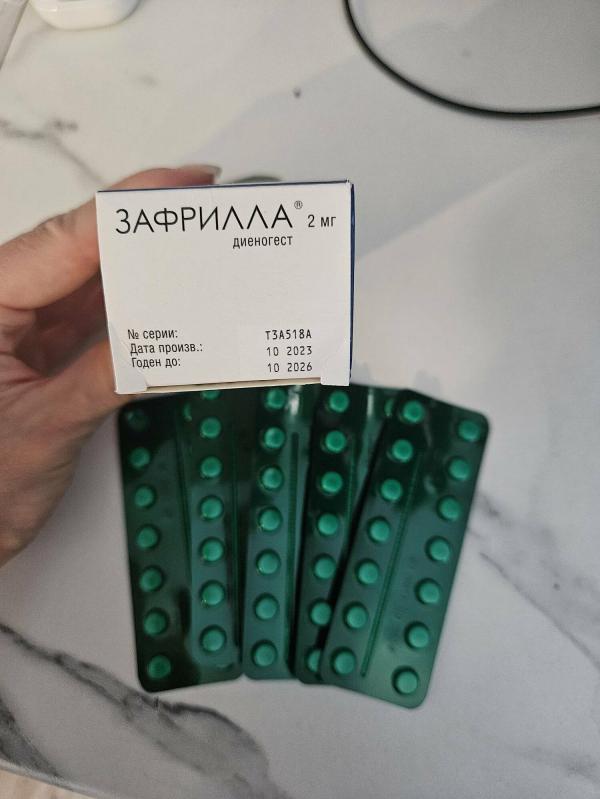 ЗАФРИЛЛА® 2 мг
диеногест
№ серии: T3A518A
Дата произв.: 10 2023
Годен до: 10 2026